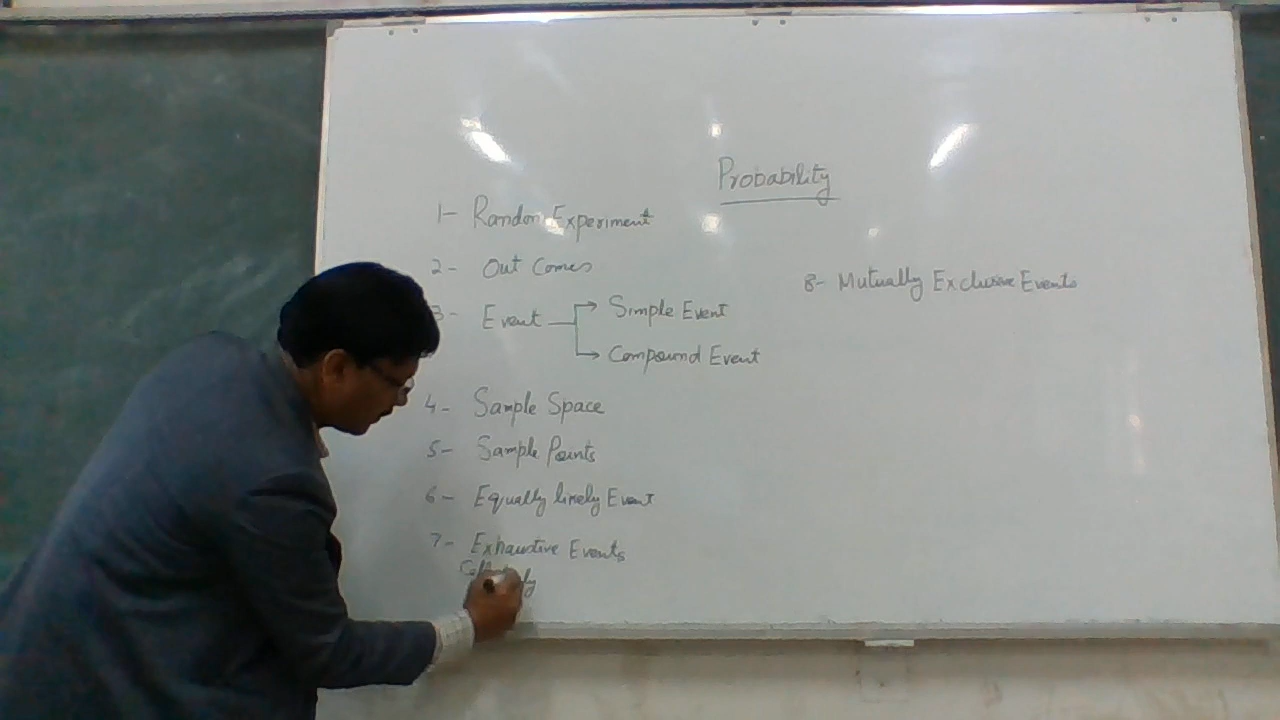 Probability
1- Random Experiment
2- Out Comes
3- Event
Simple Event
Compound Event
4- Sample Space
5- Sample Points
6- Equally likely Event
7- Exhaustive Events
8- Mutually Exclusive Events